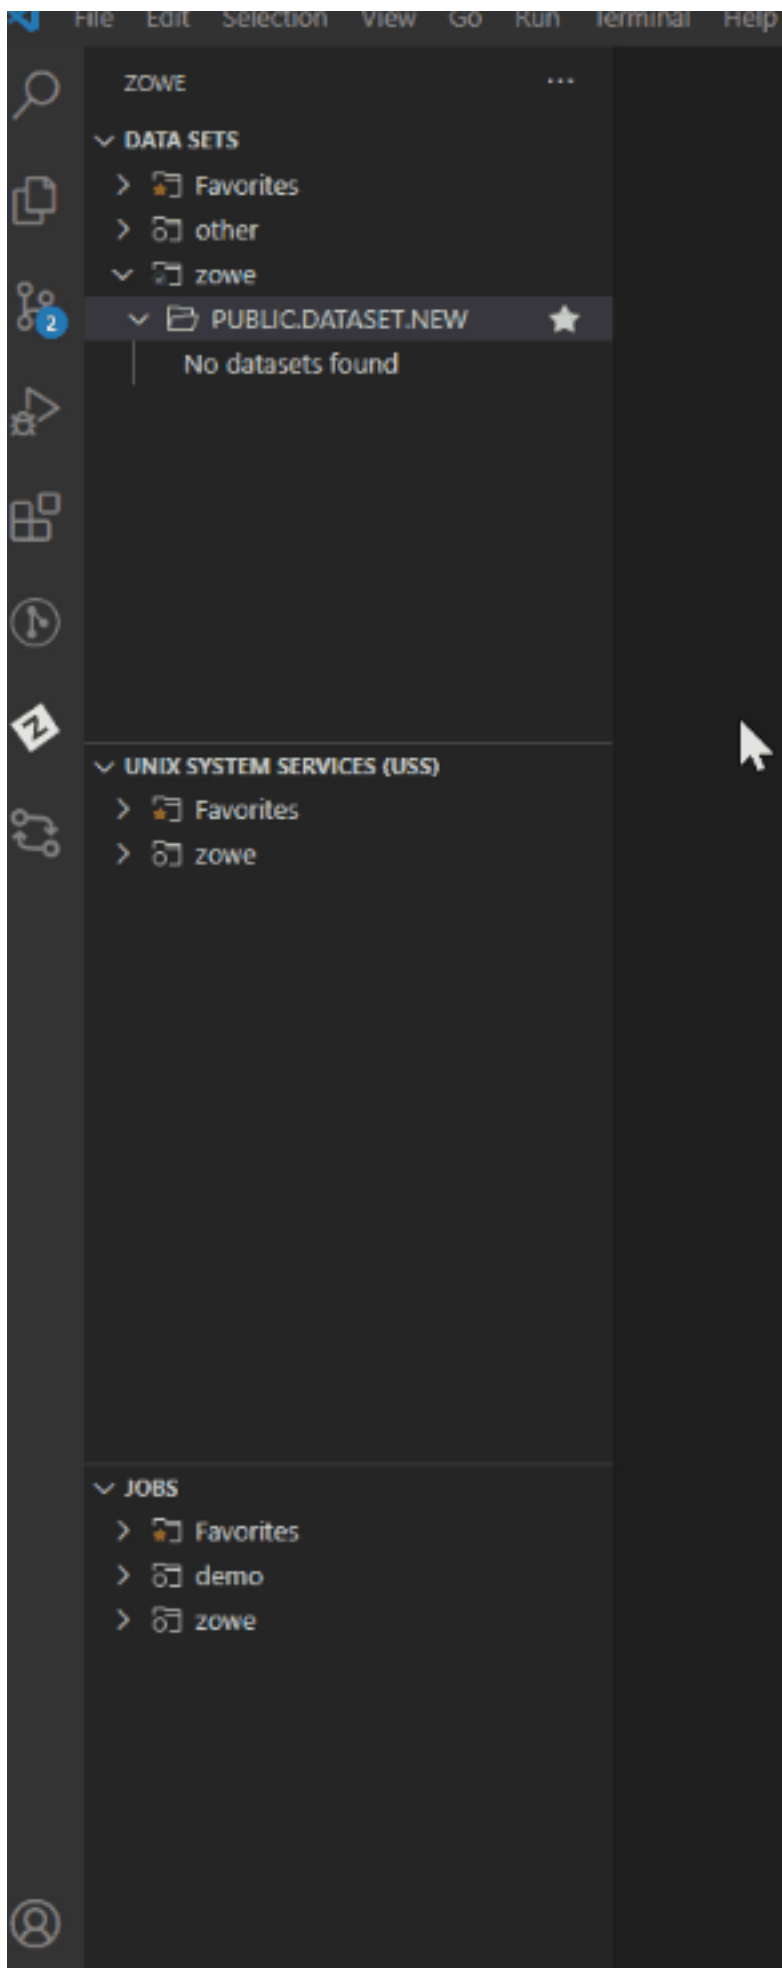 File Edit Selection View Go Run Terminal Help
ZOWE ...
DATA SETS
Favorites
other
zowe
PUBLIC.DATASET.NEW
2
No datasets found
Z
UNIX SYSTEM SERVICES (USS)
Favorites
zowe
JOBS
Favorites
demo
zowe